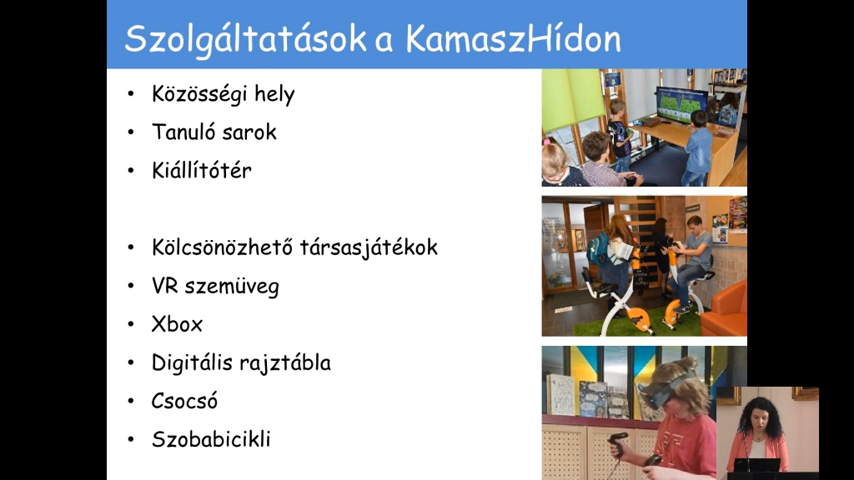 Szolgáltatások a KamaszHídon
• Közösségi hely
• Tanuló sarok
• Kiállítótér
• Kölcsönözhető társasjátékok
• VR szemüveg
• Xbox
• Digitális rajztábla
• Csocsó
• Szobabicikli